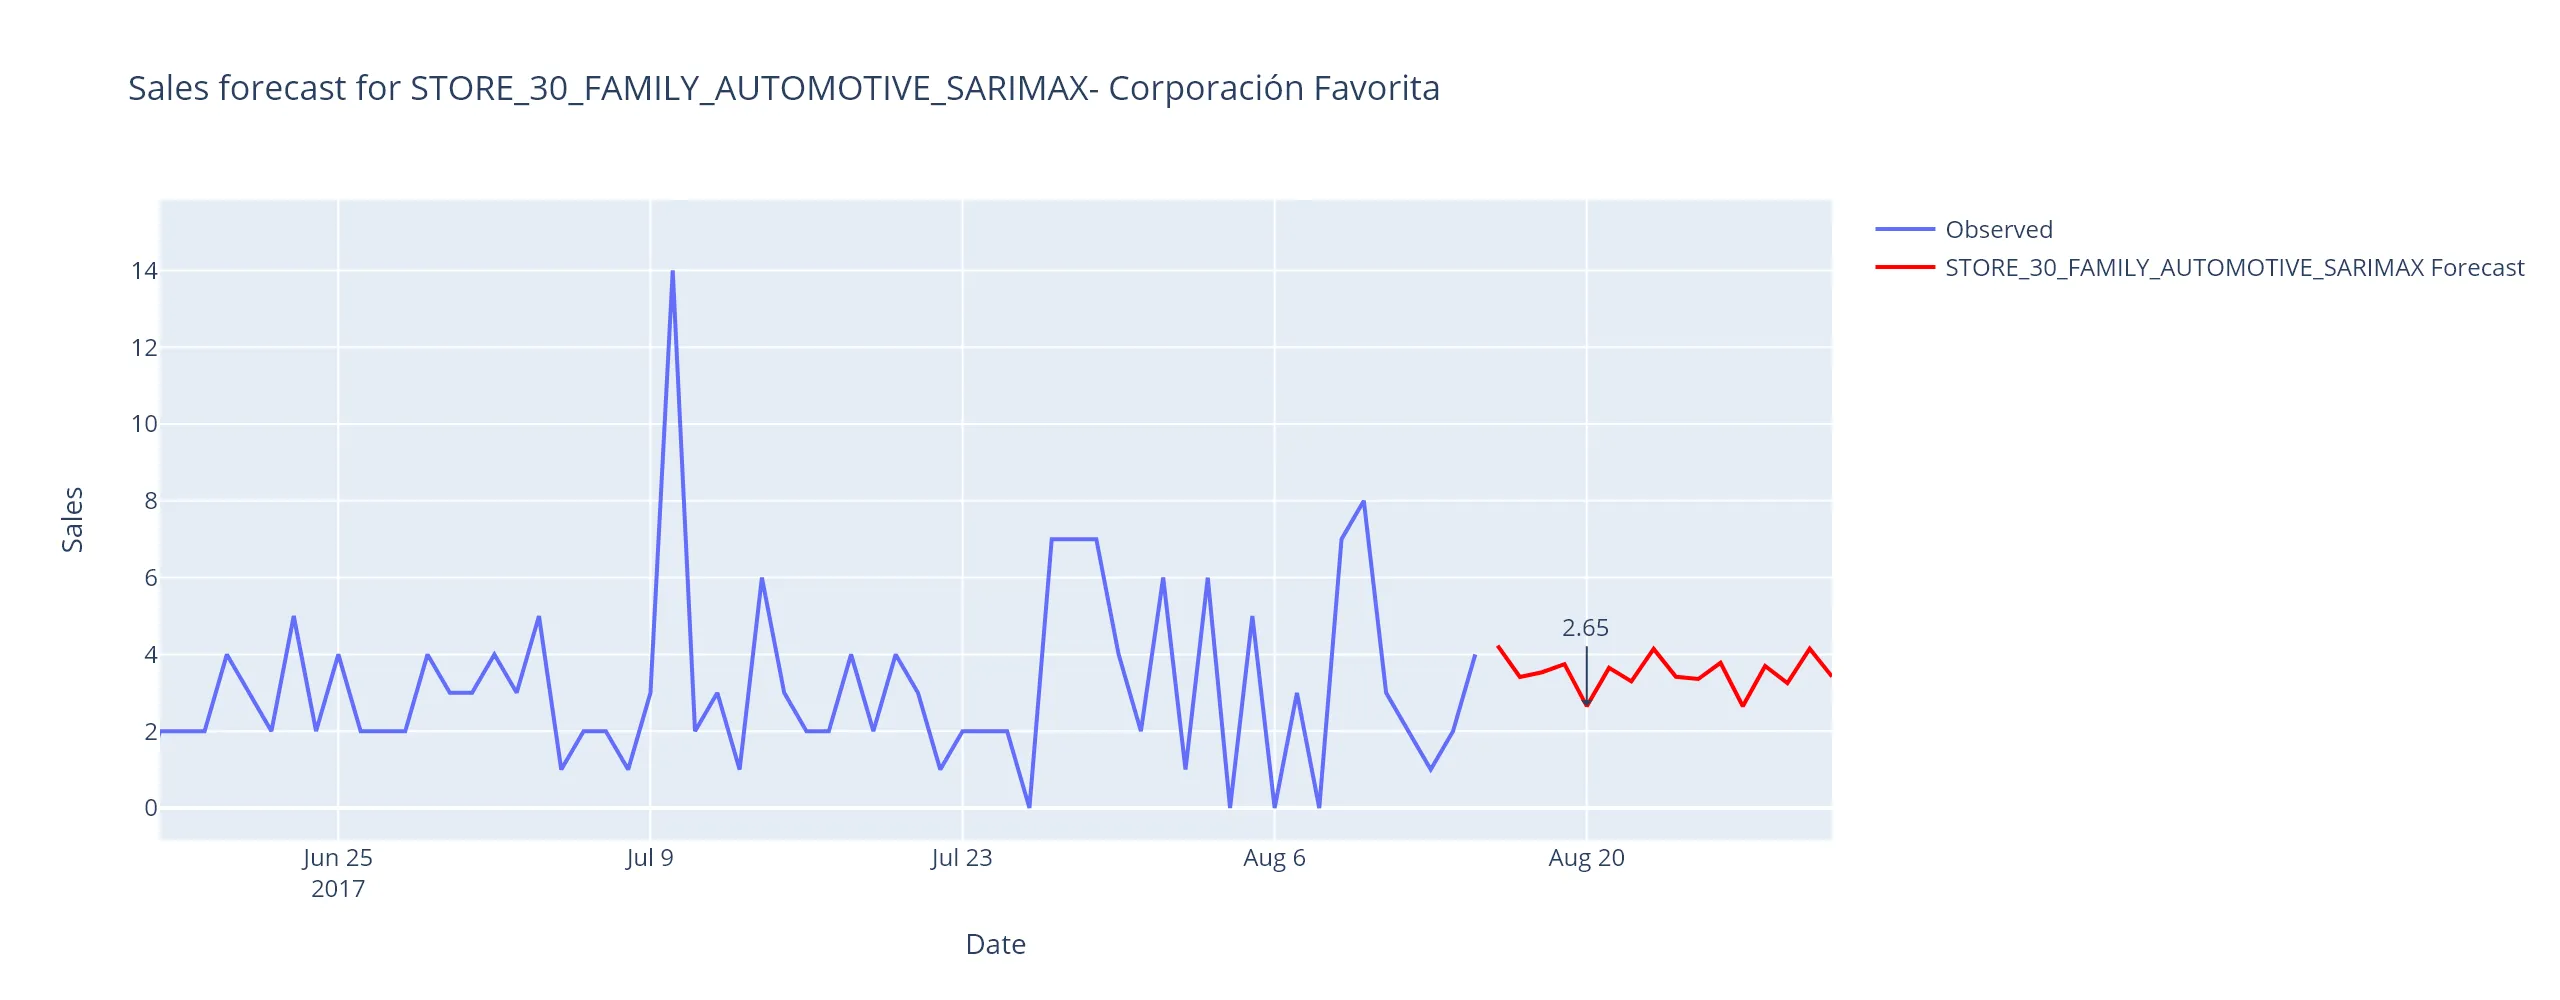 Sales forecast for STORE_30_FAMILY_AUTOMOTIVE_SARIMAX- Corporación Favorita
Observed
STORE_30_FAMILY_AUTOMOTIVE_SARIMAX Forecast
14
12
10
8
6
4
2
0
Sales
2.65
Jun 25
2017
Jul 9
Jul 23
Aug 6
Aug 20
Date